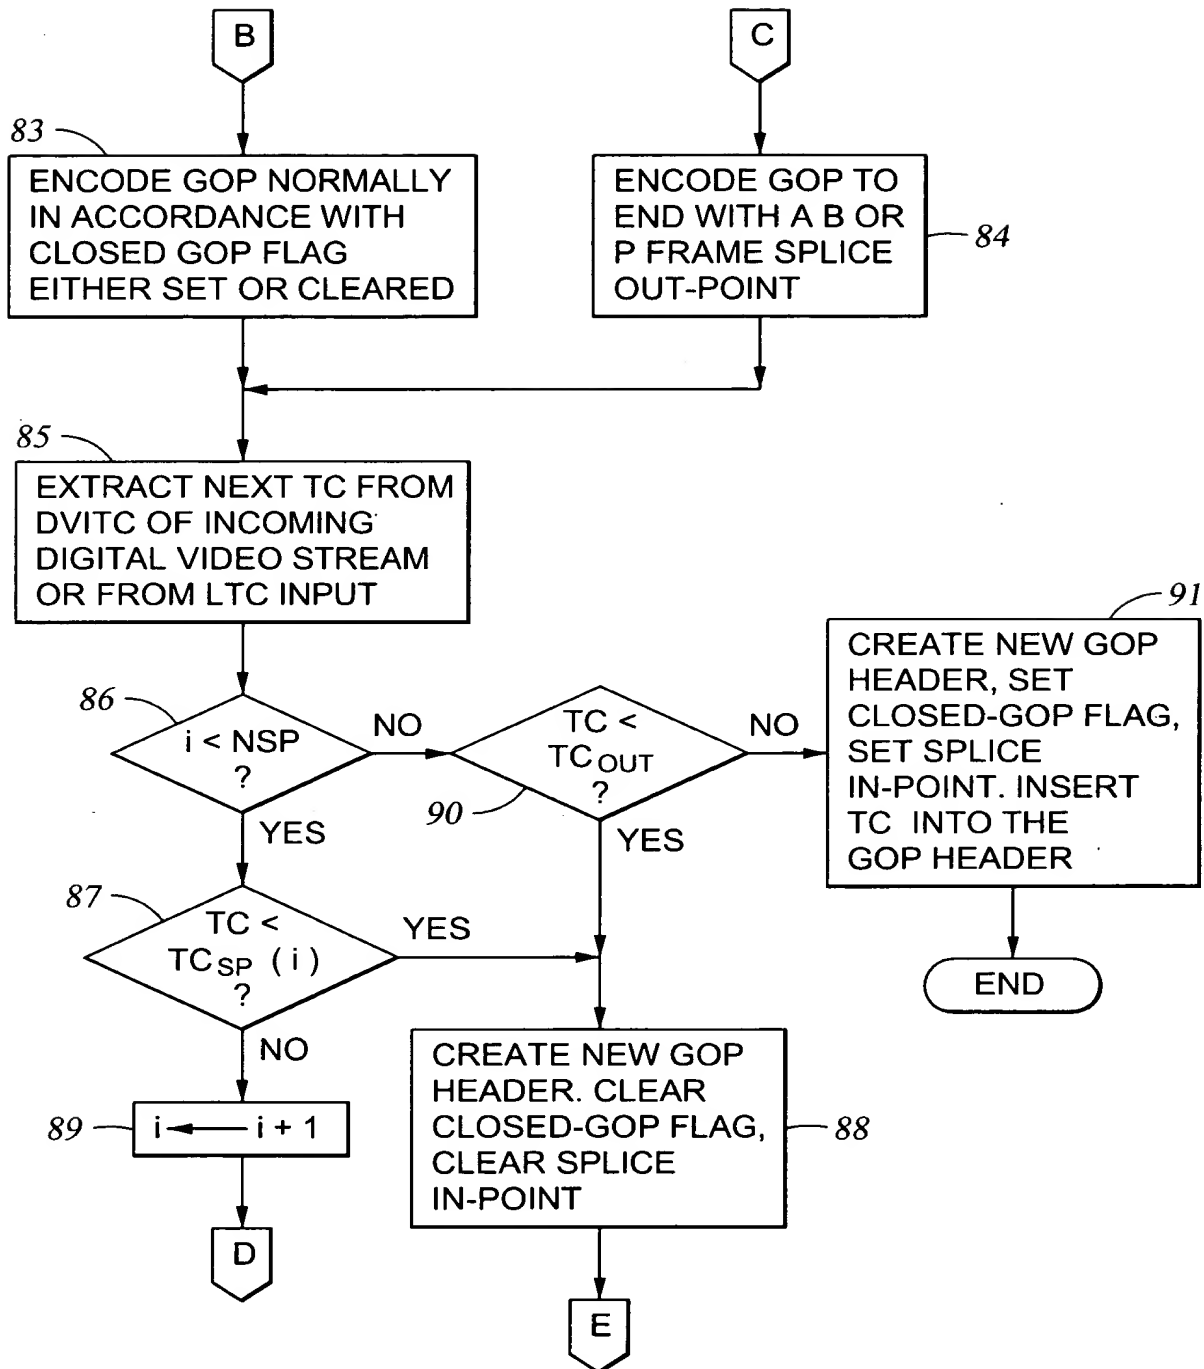 B
C
83
ENCODE GOP NORMALLY
IN ACCORDANCE WITH
CLOSED GOP FLAG
EITHER SET OR CLEARED
ENCODE GOP TO
END WITH A B OR
P FRAME SPLICE
OUT-POINT
84
85
EXTRACT NEXT TC FROM
DVITC OF INCOMING
DIGITAL VIDEO STREAM
OR FROM LTC INPUT
86
i < NSP
?
NO
YES
90
TC <
TCOUT
?
NO
YES
91
CREATE NEW GOP
HEADER, SET
CLOSED-GOP FLAG,
SET SPLICE
IN-POINT. INSERT
TC INTO THE
GOP HEADER
END
87
TC <
TCSP (i)
?
YES
NO
89
i ← i + 1
D
CREATE NEW GOP
HEADER. CLEAR
CLOSED-GOP FLAG,
CLEAR SPLICE
IN-POINT
88
E